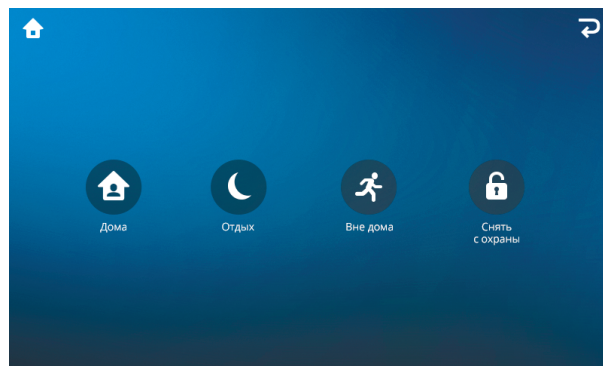 Дома
Отдых
Вне дома
Снять
с охраны